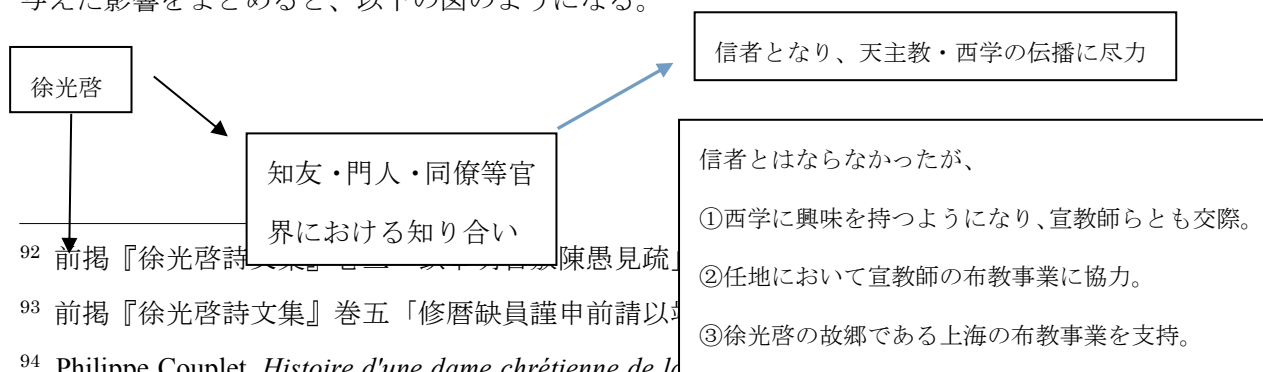 与えた影響をまとめると、以下の図のようになる。
徐光啓
信者となり、天主教・西学の伝播に尽力
知友・門人・同僚等官
界における知り合い
信者とはならなかったが、
①西学に興味を持つようになり、宣教師らとも交際。
②任地において宣教師の布教事業に協力。
③徐光啓の故郷である上海の布教事業を支持。
92 前掲『徐光啓詩文集』巻 陳愚見疏」
93 前掲『徐光啓詩文集』巻五「修暦缺員謹申前請以
94 Philippe Couplet, Histoire d'une dame chrétienne de la